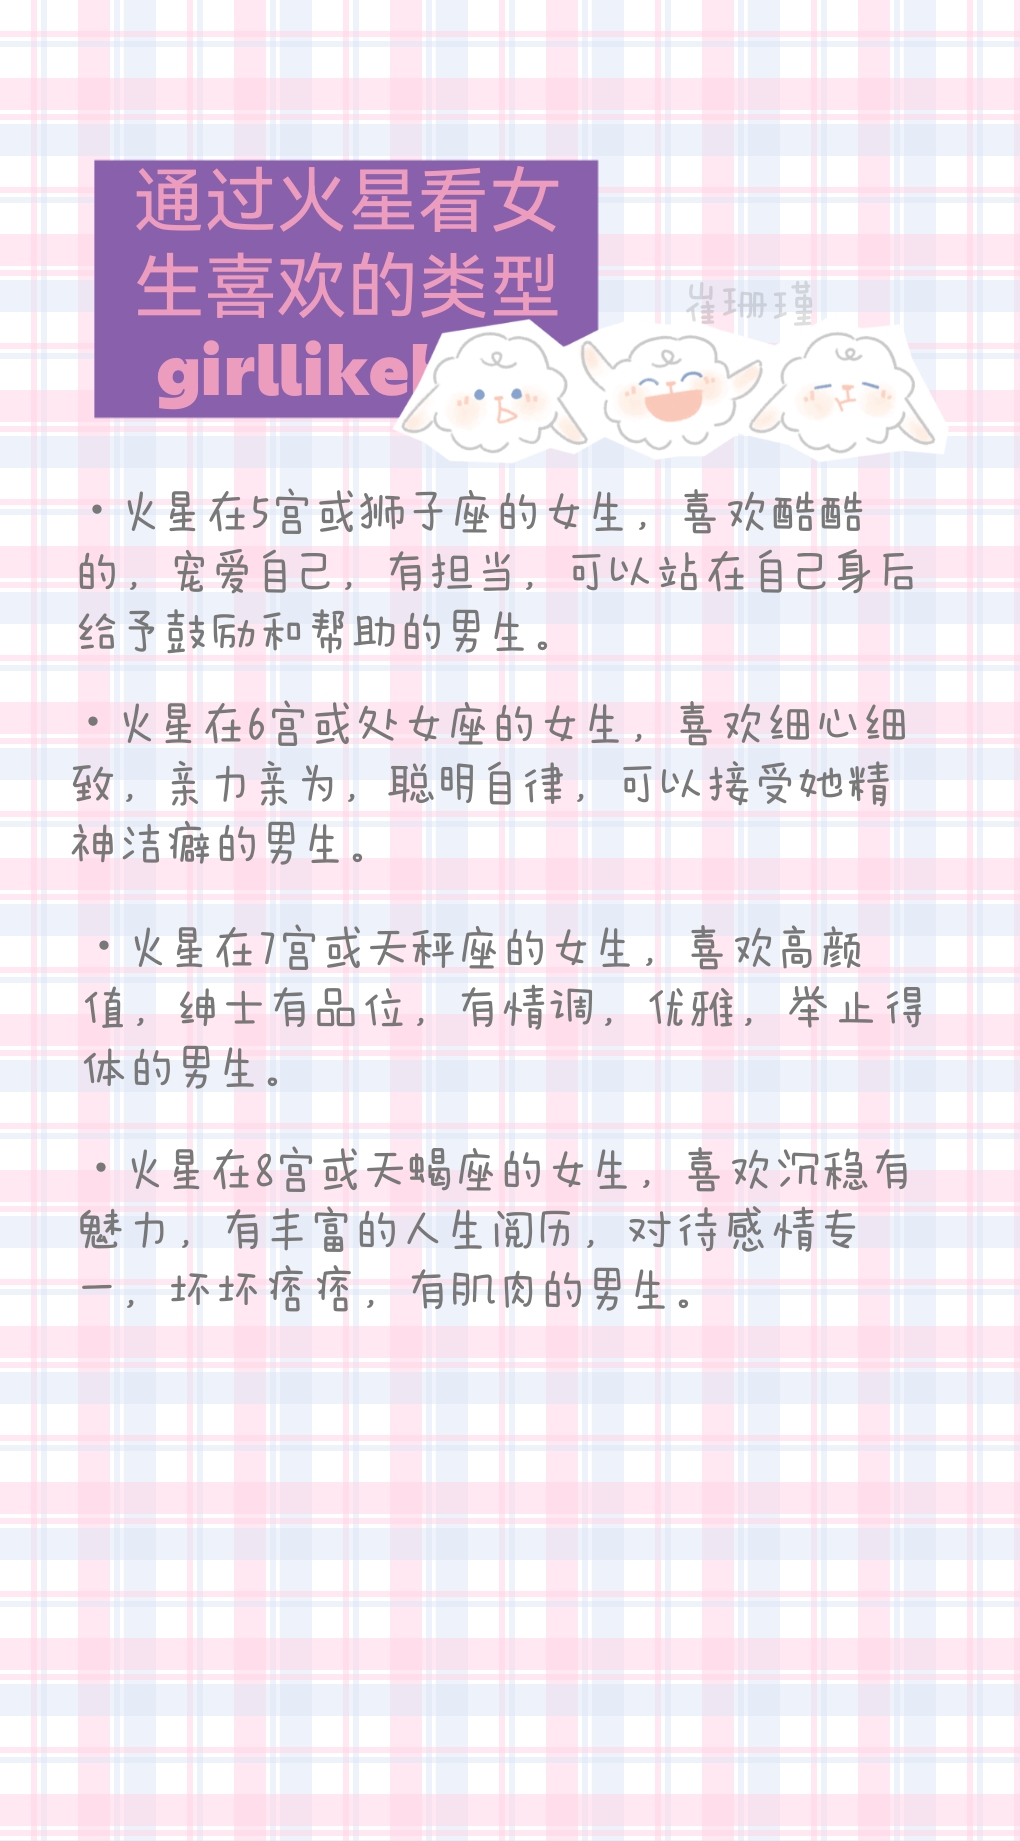 通过火星看女
生喜欢的类型
girllike
崔珊瑾
·火星在5宫或狮子座的女生，喜欢酷酷
的，宠爱自己，有担当，可以站在自己身后
给予鼓励和帮助的男生。
·火星在6宫或处女座的女生，喜欢细心细
致，亲力亲为，聪明自律，可以接受她精
神洁癖的男生。
·火星在7宫或天秤座的女生，喜欢高颜
值，绅士有品位，有情调，优雅，举止得
体的男生。
·火星在8宫或天蝎座的女生，喜欢沉稳有
魅力，有丰富的人生阅历，对待感情专
一，坏坏痞痞，有肌肉的男生。